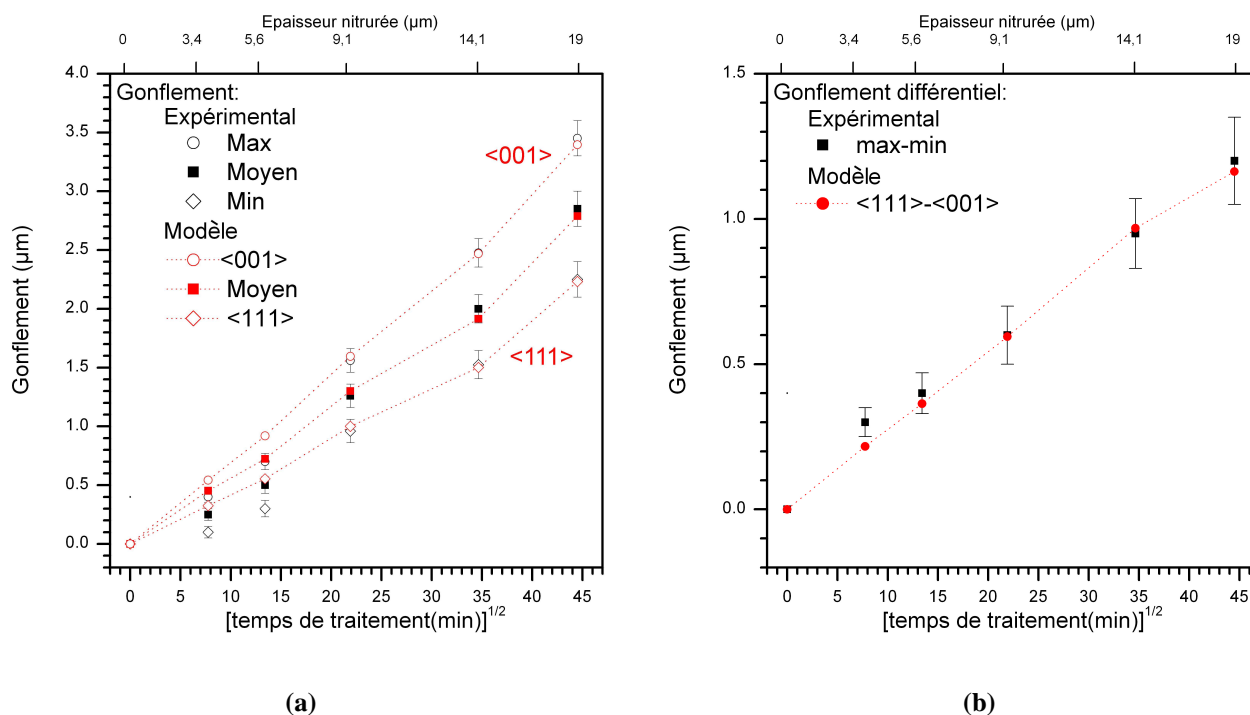 Epaisseur nitrurée (µm)
0 3,4 5,6 9,1 14,1 19
4.0
3.5
3.0
2.5
2.0
1.5
1.0
0.5
0.0
Gonflement (µm)
Gonflement:
Expérimental
Max
Moyen
Min
Modèle
<001>
Moyen
<111>
<001>
<111>
0 5 10 15 20 25 30 35 40 45
[temps de traitement(min)]^1/2
(a)
Epaisseur nitrurée (µm)
0 3,4 5,6 9,1 14,1 19
1.5
1.0
0.5
0.0
Gonflement (µm)
Gonflement différentiel:
Expérimental
max-min
Modèle
<111>-<001>
0 5 10 15 20 25 30 35 40 45
[temps de traitement(min)]^1/2
(b)